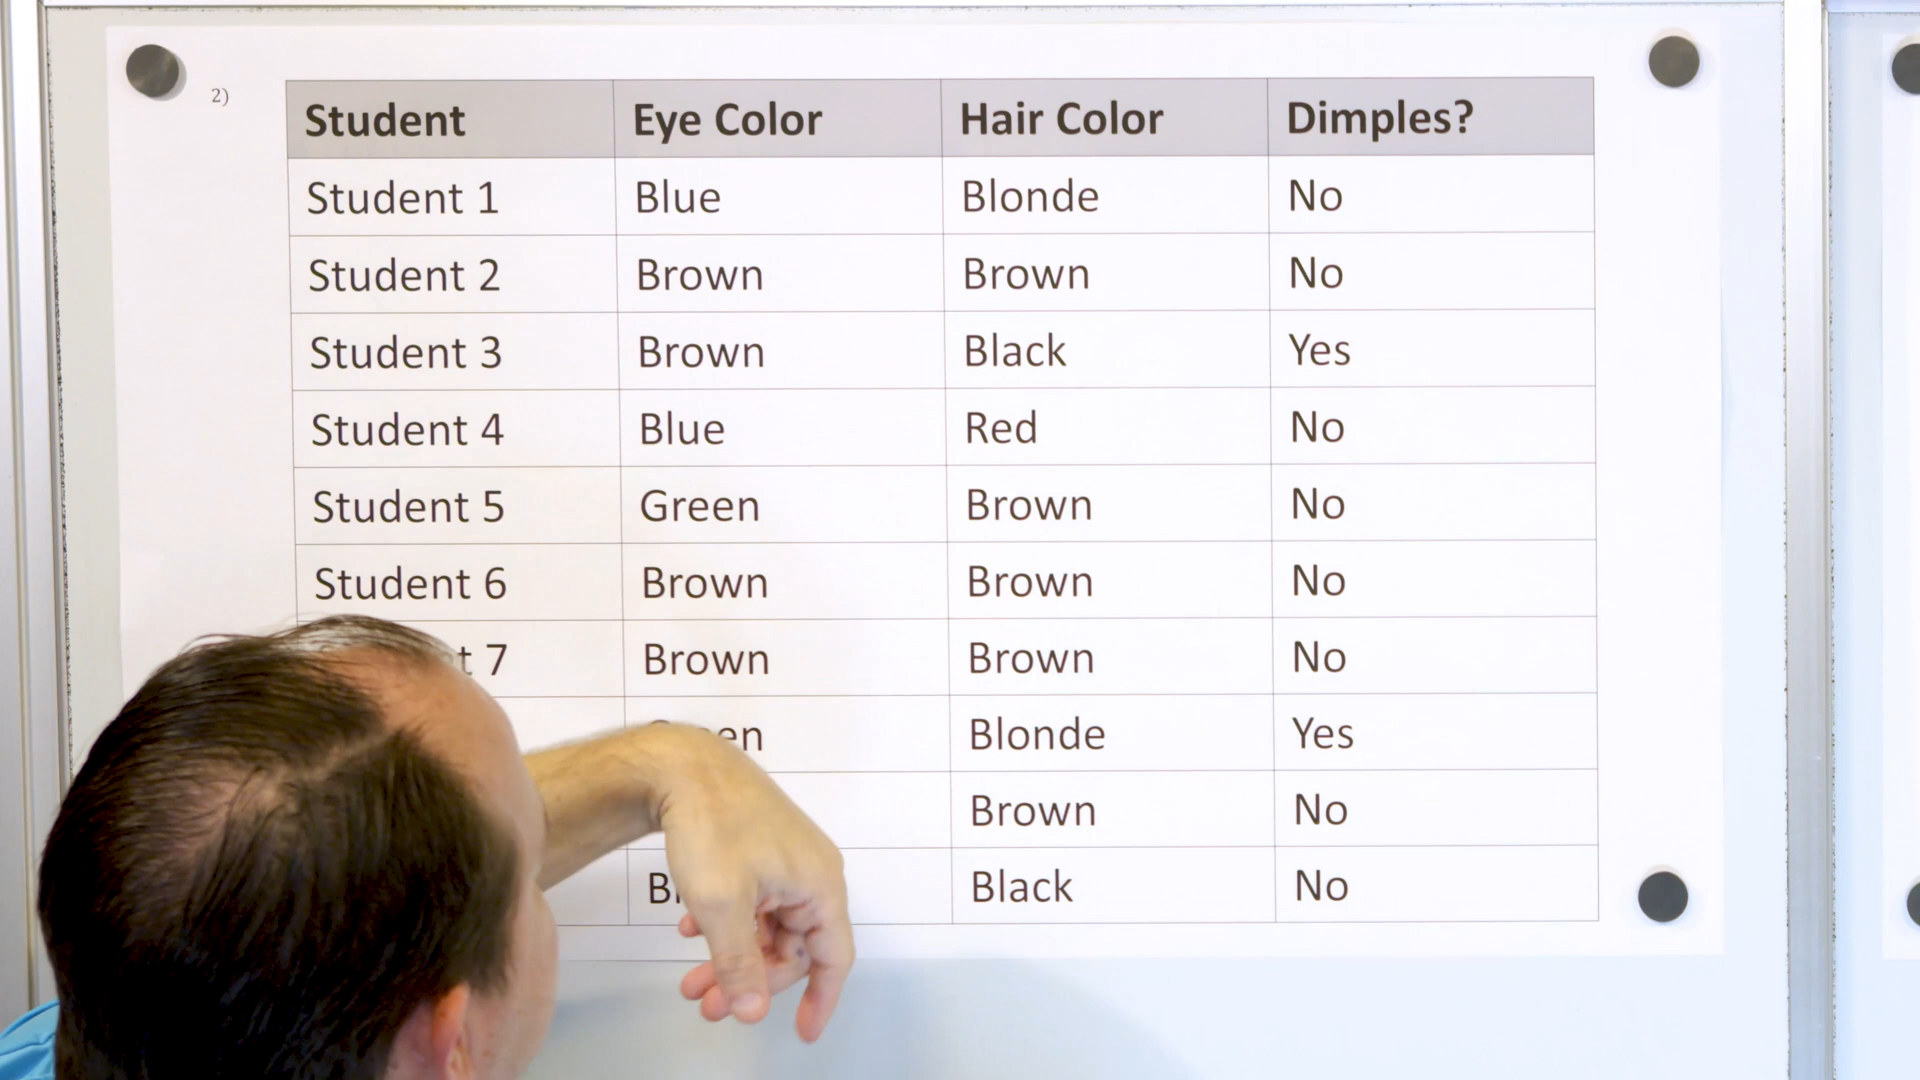 2)
Student Eye Color Hair Color Dimples?
Student 1 Blue Blonde No
Student 2 Brown Brown No
Student 3 Brown Black Yes
Student 4 Blue Red No
Student 5 Green Brown No
Student 6 Brown Brown No
7 Brown Brown No
Blonde Yes
Brown No
Black No